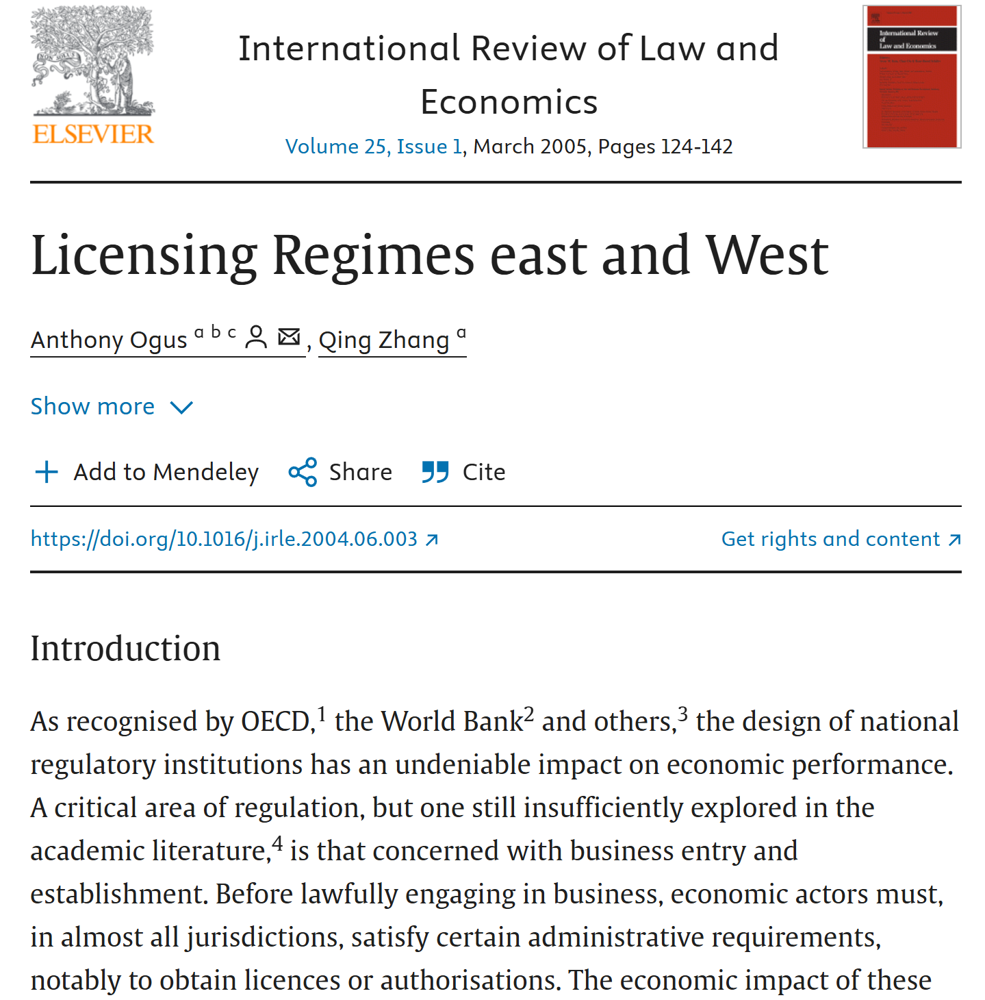 ELSEVIER
International Review of Law and
Economics
Volume 25, Issue 1, March 2005, Pages 124-142
International Review
of
Law and Economics
Licensing Regimes east and West
Anthony Ogus a b c, Qing Zhang a
Show more
Add to Mendeley Share Cite
https://doi.org/10.1016/j.irle.2004.06.003 Get rights and content
Introduction
As recognised by OECD,1 the World Bank2 and others,3 the design of national
regulatory institutions has an undeniable impact on economic performance.
A critical area of regulation, but one still insufficiently explored in the
academic literature,4 is that concerned with business entry and
establishment. Before lawfully engaging in business, economic actors must,
in almost all jurisdictions, satisfy certain administrative requirements,
notably to obtain licences or authorisations. The economic impact of these